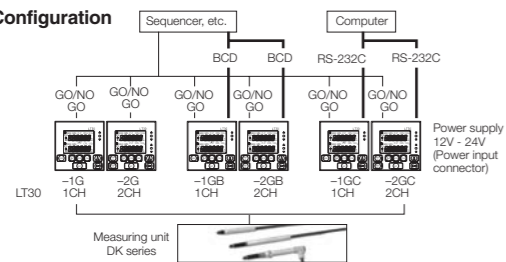 Configuration
Sequencer, etc.
Computer
BCD BCD RS-232C RS-232C
GO/NO GO/NO GO/NO GO/NO GO/NO GO/NO
GO GO GO GO GO GO
Power supply
12V - 24V
(Power input
connector)
–1G –2G –1GB –2GB –1GC –2GC
LT30 1CH 2CH 1CH 2CH 1CH 2CH
Measuring unit
DK series